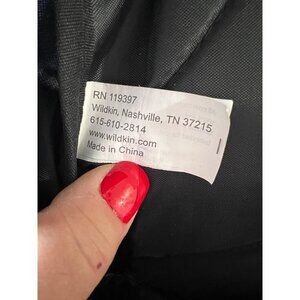 RN 119397
Wildkin, Nashville, TN 37215
615-610-2814
www.wildkin.com
Made in China